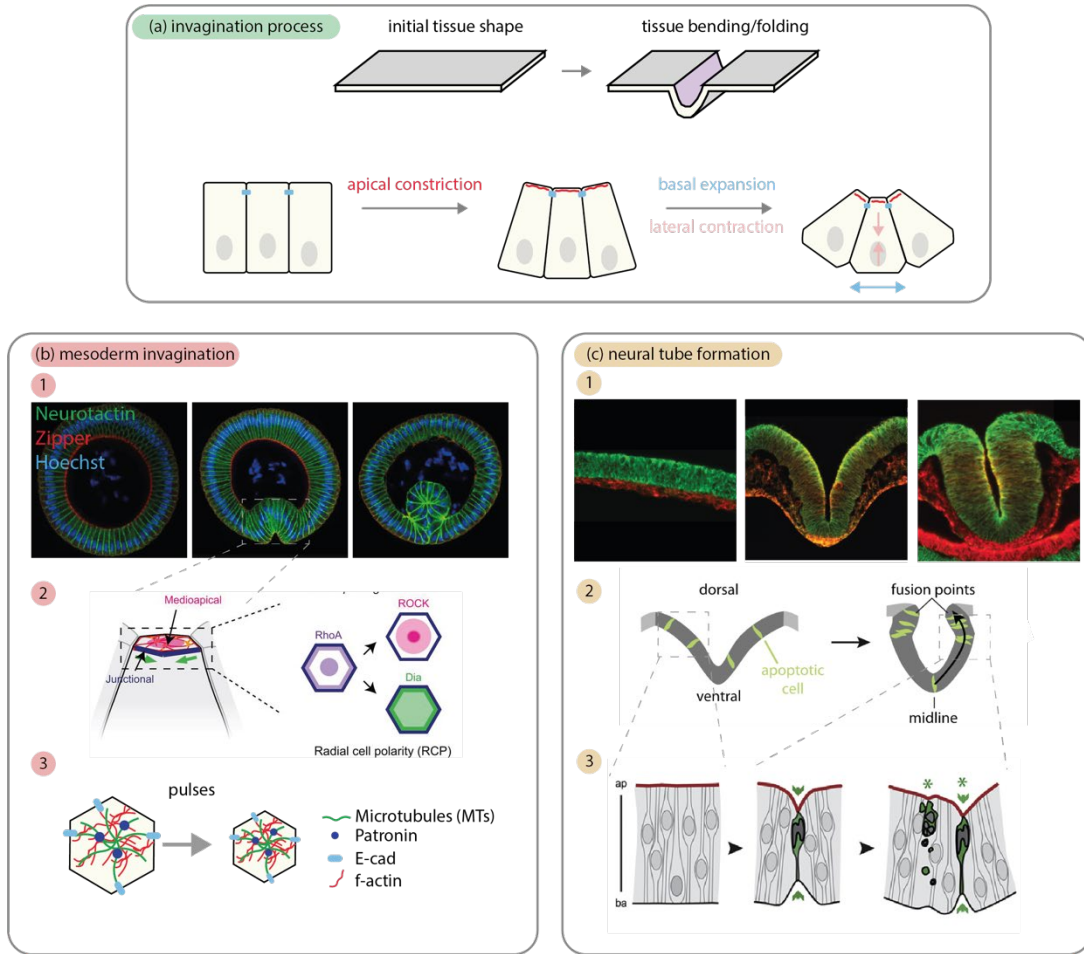 (a) invagination process
initial tissue shape
tissue bending/folding
apical constriction
basal expansion
lateral contraction
(b) mesoderm invagination
1
Neurotactin
Zipper
Hoechst
2
Medioapical
Junctional
RhoA
ROCK
Dia
Radial cell polarity (RCP)
3
pulses
Microtubules (MTs)
Patronin
E-cad
f-actin
(c) neural tube formation
1
2
dorsal
ventral
apoptotic
cell
fusion points
midline
3
ap
ba
*
*